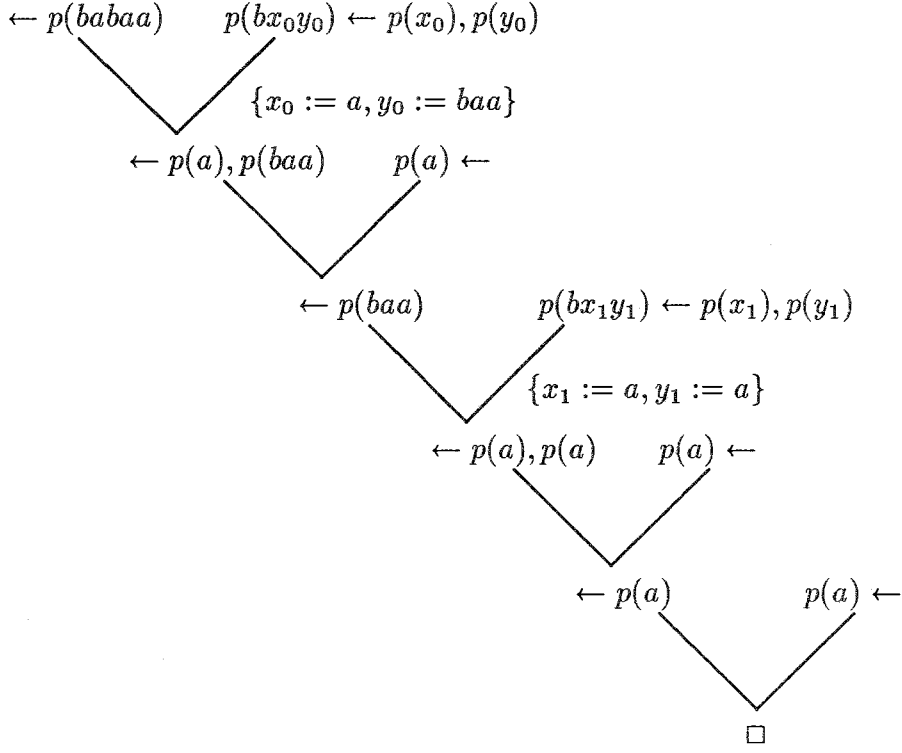 ← p(babaa) p(bx₀y₀) ← p(x₀), p(y₀)
{x₀ := a, y₀ := baa}
← p(a), p(baa) p(a) ←
← p(baa) p(bx₁y₁) ← p(x₁), p(y₁)
{x₁ := a, y₁ := a}
← p(a), p(a) p(a) ←
← p(a) p(a) ←
□